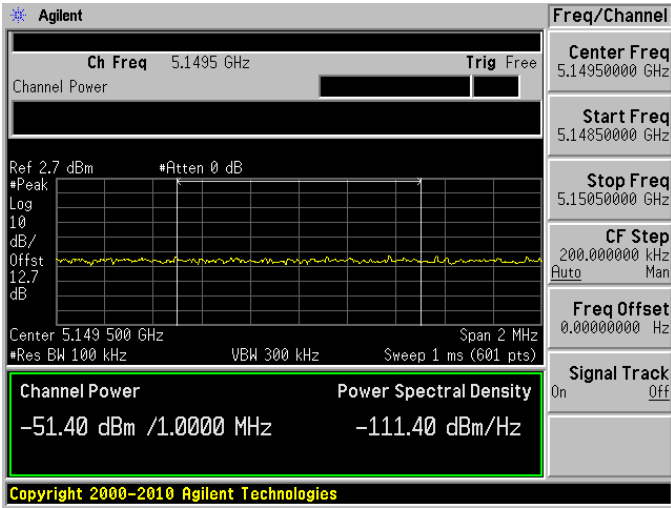 Agilent
Freq/Channel
Ch Freq 5.1495 GHz Trig Free
Channel Power
Center Freq
5.14950000 GHz
Start Freq
5.14850000 GHz
Stop Freq
5.15050000 GHz
CF Step
200.000000 kHz
Auto Man
Freq Offset
0.00000000 Hz
Signal Track
On Off
Ref 2.7 dBm #Atten 0 dB
#Peak
Log
10
dB/
Offst
12.7
dB
Center 5.149 500 GHz Span 2 MHz
#Res BW 100 kHz VBW 300 kHz Sweep 1 ms (601 pts)
Channel Power Power Spectral Density
-51.40 dBm /1.0000 MHz -111.40 dBm/Hz
Copyright 2000-2010 Agilent Technologies